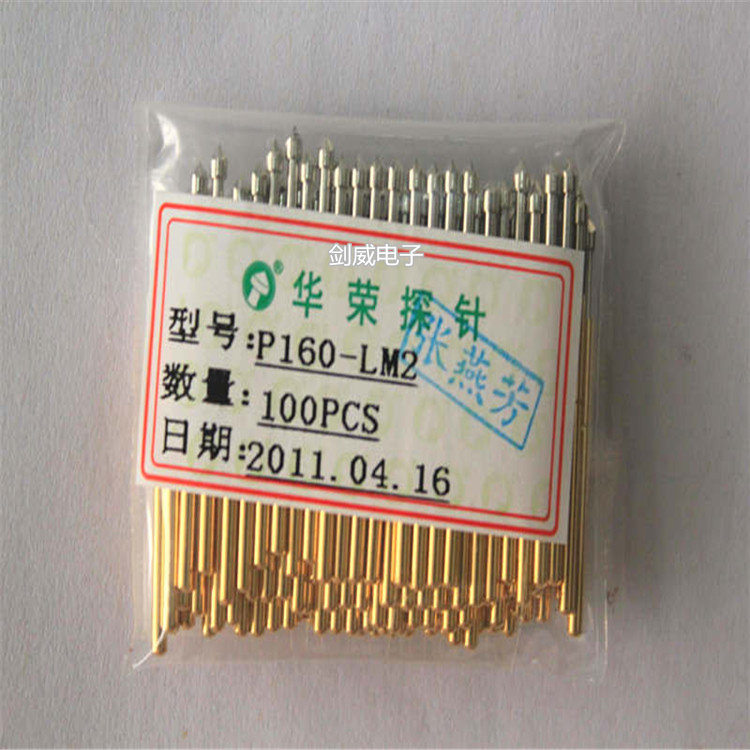 剑威电子
® 华荣探针
型号:P160-LM2
张燕芳
数量:100PCS
日期:2011.04.16